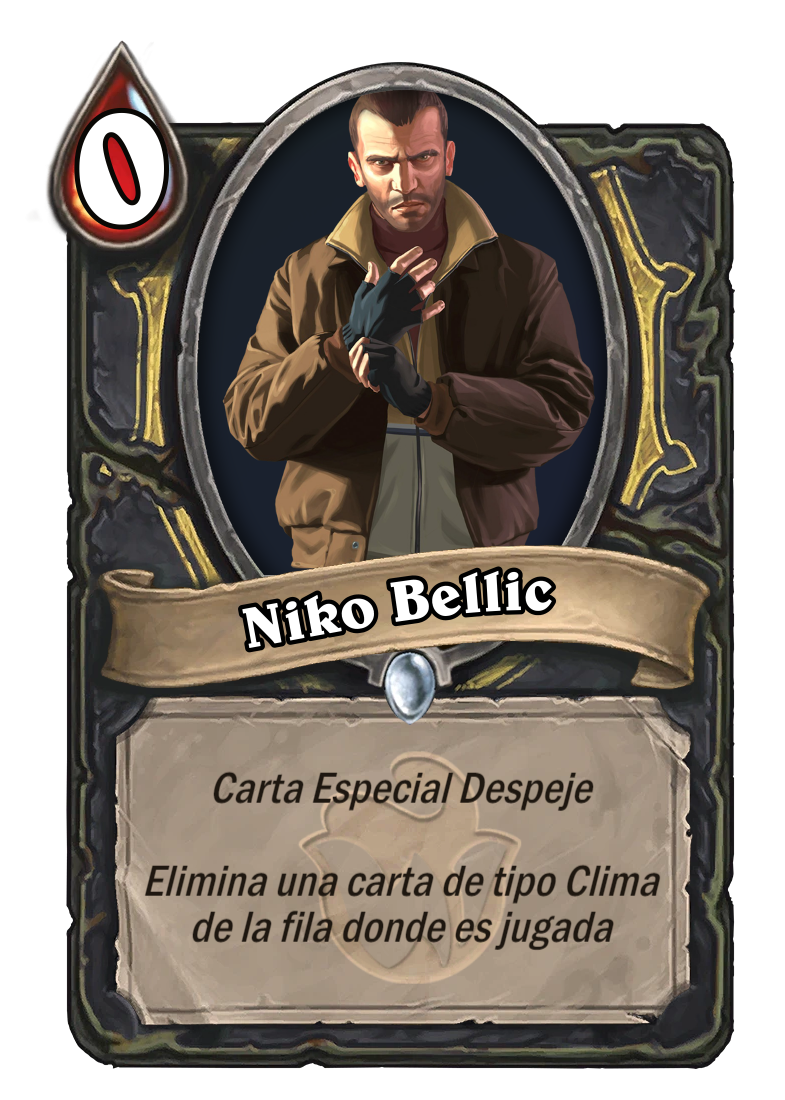 0
Niko Bellic
Carta Especial Despeje
Elimina una carta de tipo Clima
de la fila donde es jugada